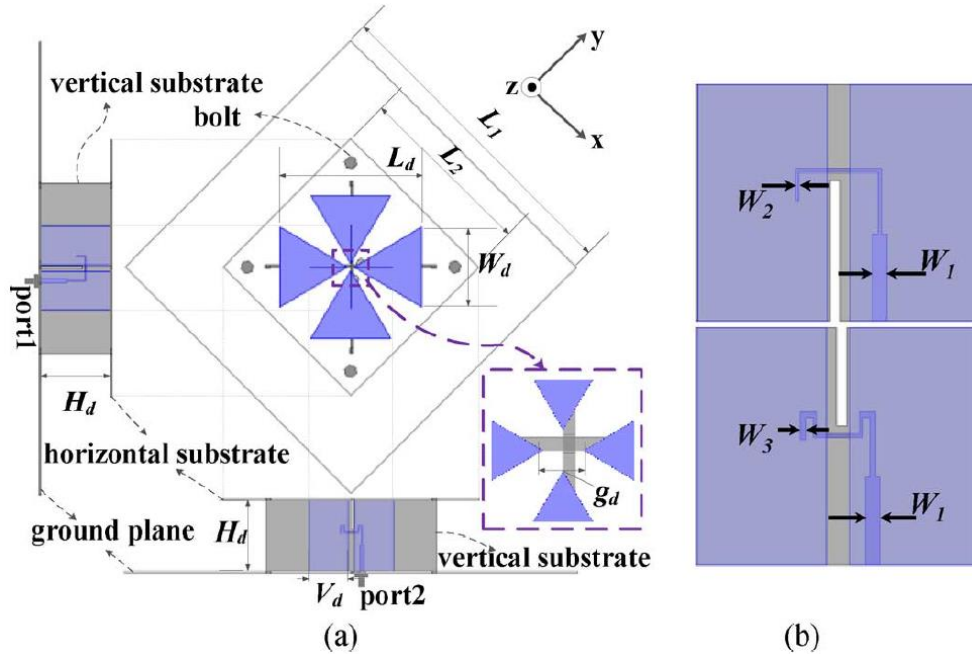 vertical substrate
bolt
y
z
x
L1
L2
Ld
Wd
port1
Hd
horizontal substrate
ground plane
Hd
gd
vertical substrate
Vd
port2
(a)
W2
W1
W3
W1
(b)